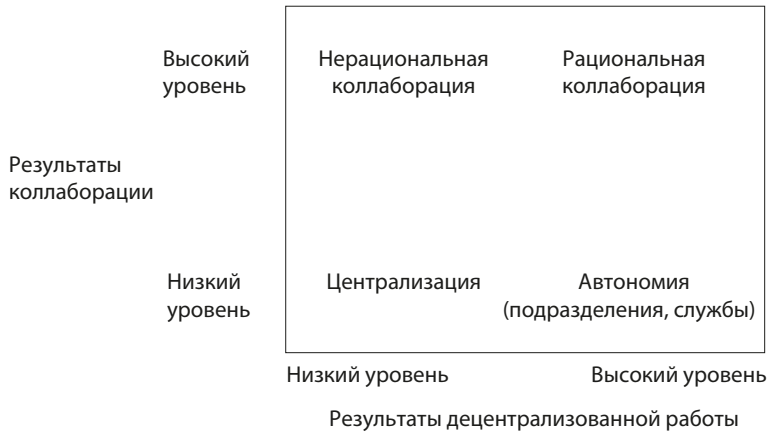 Высокий
уровень
Нерациональная
коллаборация
Рациональная
коллаборация
Результаты
коллаборации
Низкий
уровень
Централизация
Автономия
(подразделения, службы)
Низкий уровень
Высокий уровень
Результаты децентрализованной работы